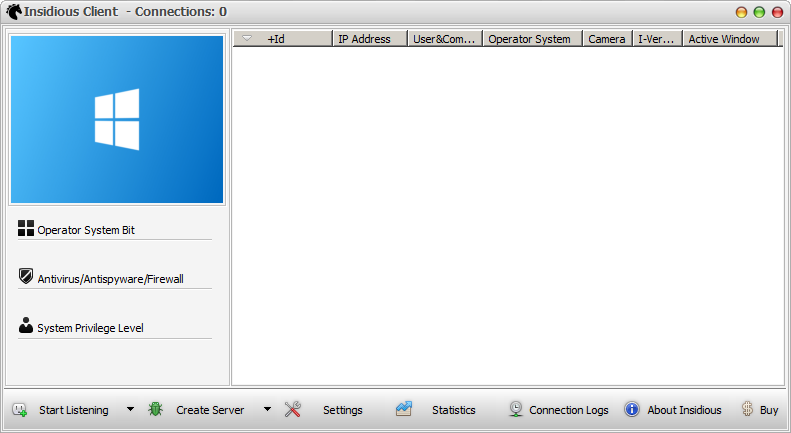 Insidious Client - Connections: 0
+Id IP Address User&Com... Operator System Camera I-Ver... Active Window
Operator System Bit
Antivirus/Antispyware/Firewall
System Privilege Level
Start Listening Create Server Settings Statistics Connection Logs About Insidious Buy